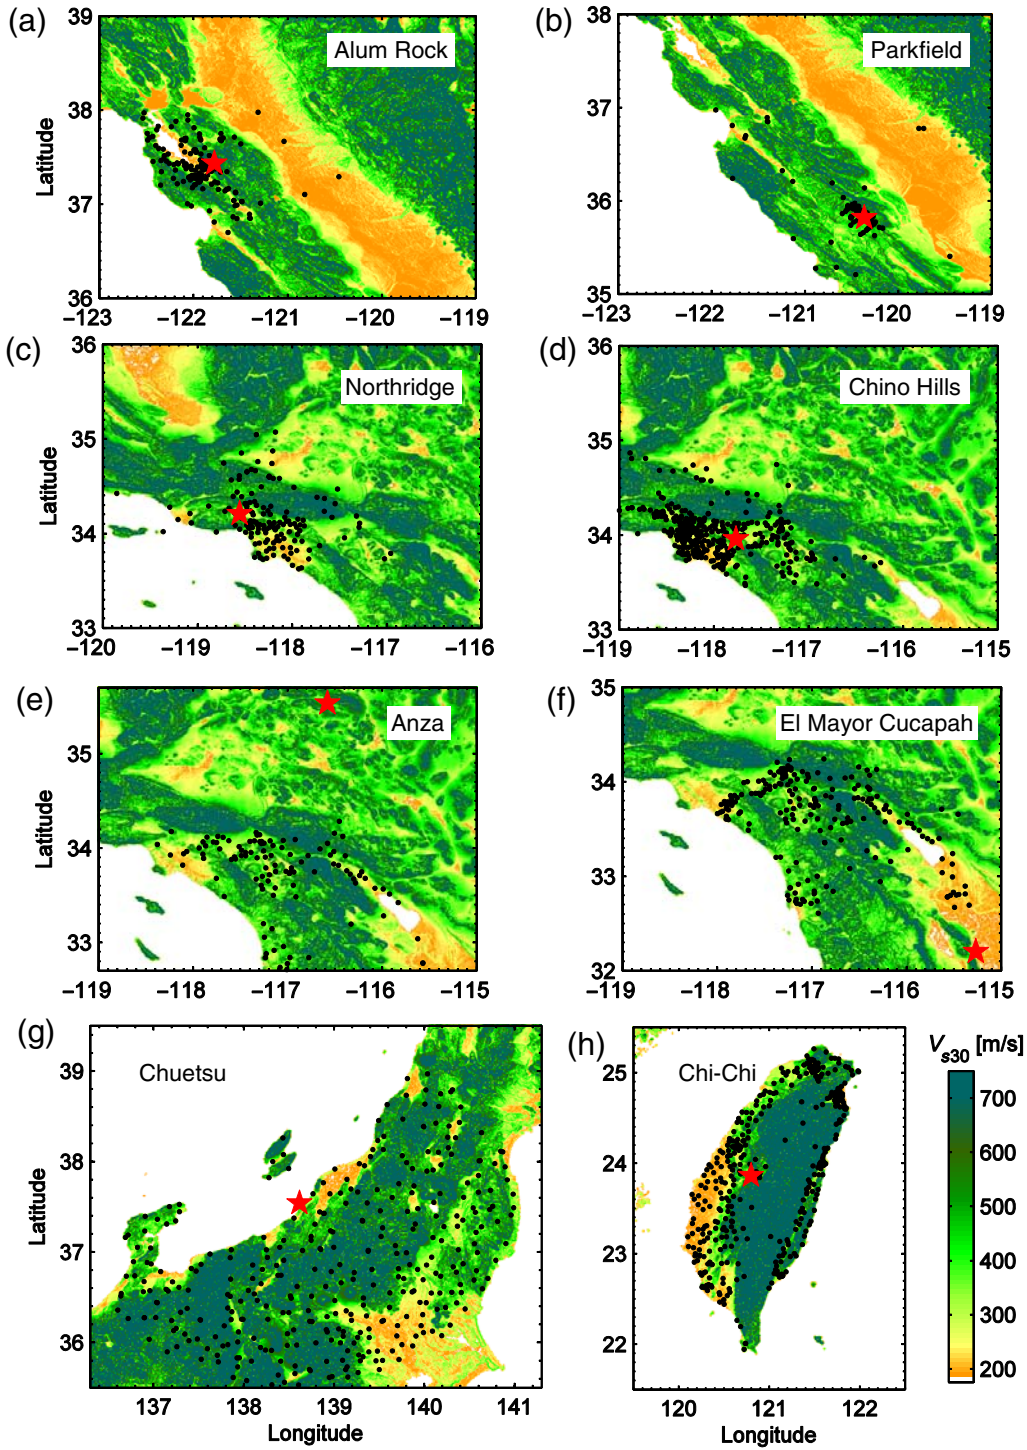 (a)
Alum Rock
Latitude
39
38
37
36
−123 −122 −121 −120 −119
(b)
Parkfield
38
37
36
35
−123 −122 −121 −120 −119
(c)
Northridge
Latitude
36
35
34
33
−120 −119 −118 −117 −116
(d)
Chino Hills
36
35
34
33
−118 −118 −117 −116 −115
(e)
Anza
Latitude
35
34
33
−119 −118 −117 −116 −115
(f)
El Mayor Cucapah
35
34
33
32
−119 −118 −117 −116 −115
(g)
Chuetsu
Latitude
39
38
37
36
137 138 139 140 141
Longitude
(h)
Chi-Chi
25
24
23
22
120 121 122
Longitude
Vs30 [m/s]
700
600
500
400
300
200